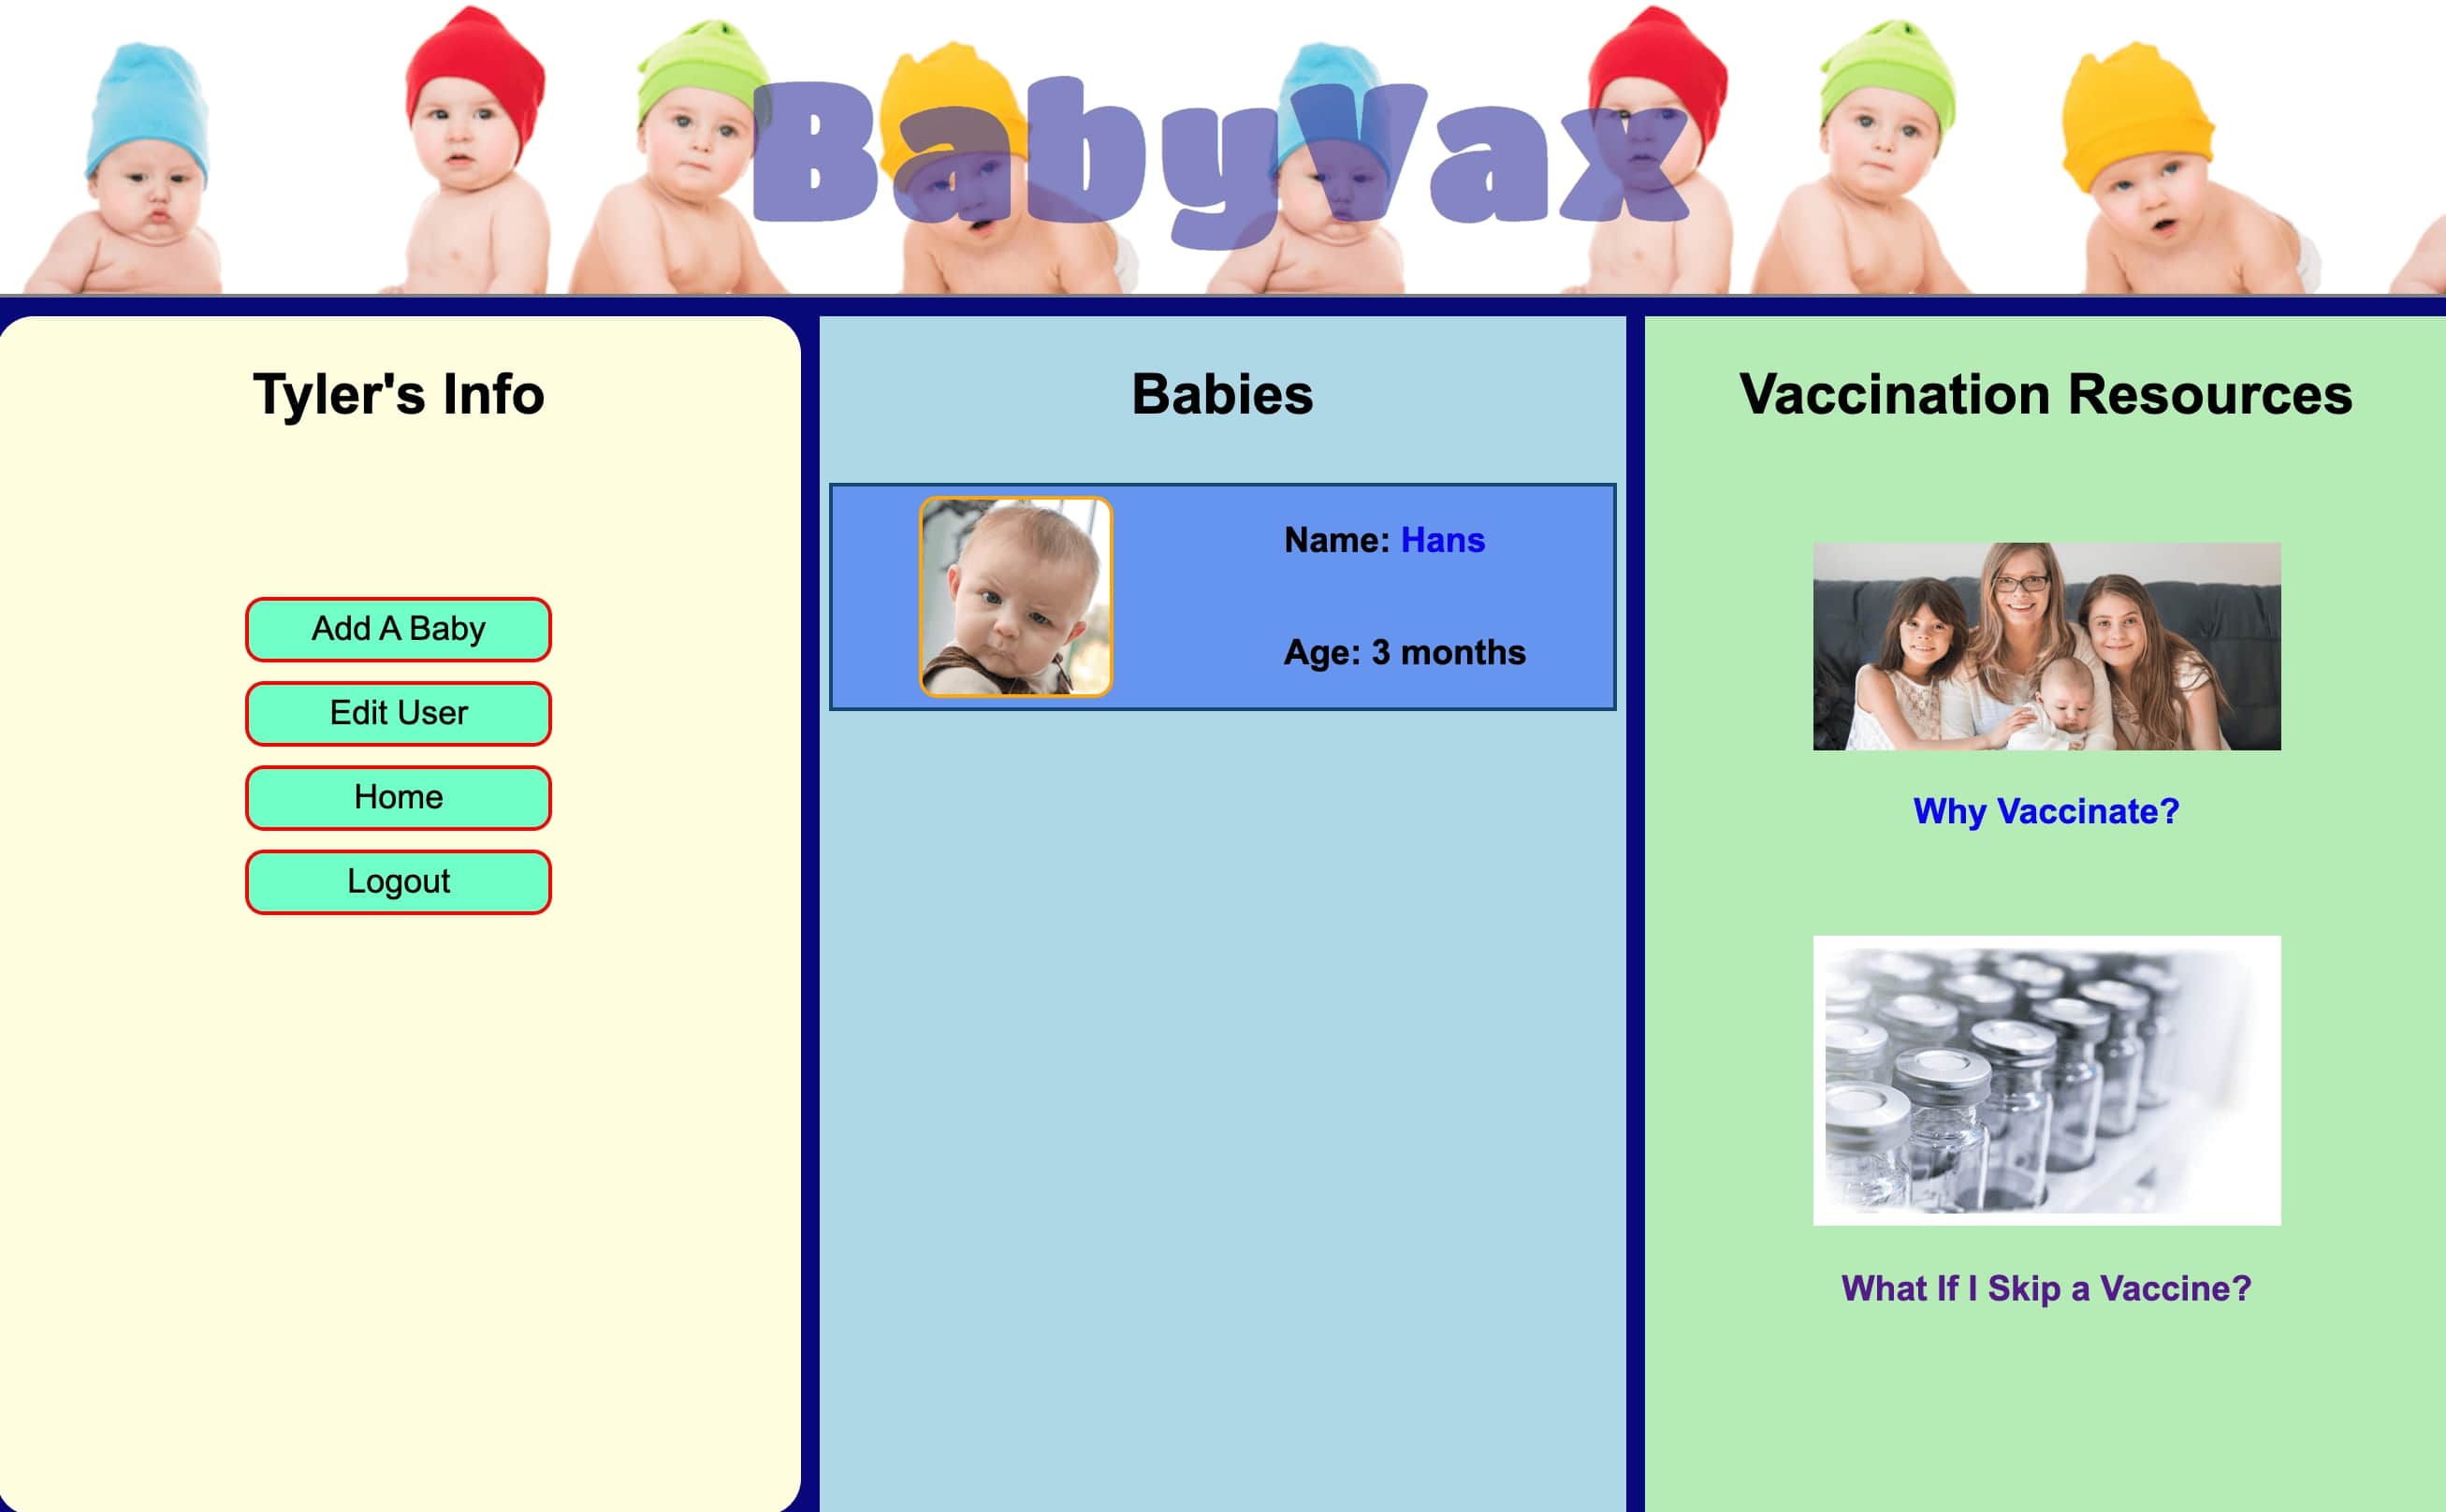 BabyVax
Tyler's Info
Add A Baby
Edit User
Home
Logout
Babies
Name: Hans
Age: 3 months
Vaccination Resources
Why Vaccinate?
What If I Skip a Vaccine?